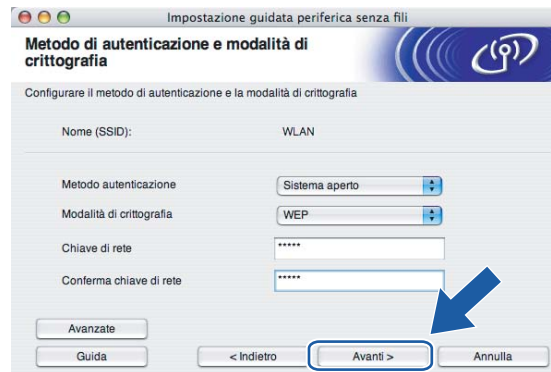 Impostazione guidata periferica senza fili
Metodo di autenticazione e modalità di
crittografia
Configurare il metodo di autenticazione e la modalità di crittografia
Nome (SSID): WLAN
Metodo autenticazione Sistema aperto
Modalità di crittografia WEP
Chiave di rete *****
Conferma chiave di rete *****
Avanzate
Guida < Indietro Avanti > Annulla